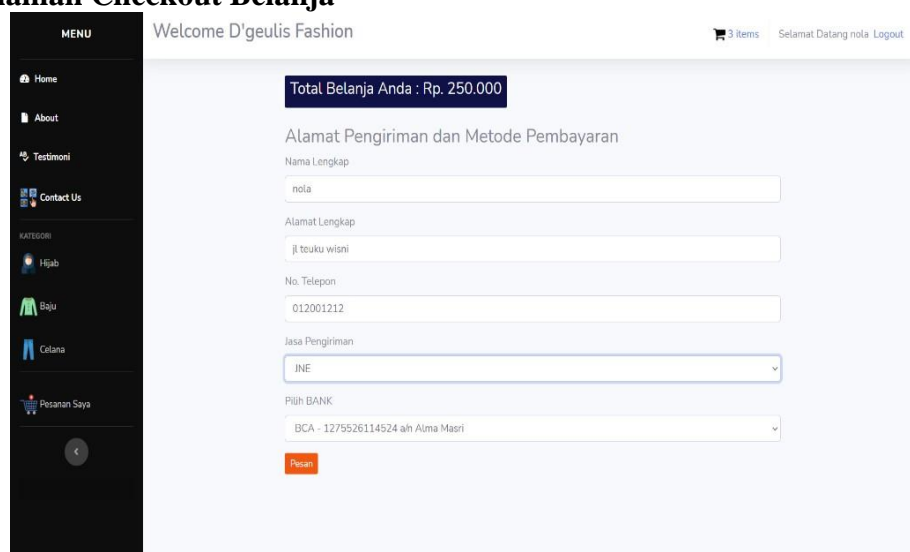 Checkout Belanja
MENU
Welcome D'geulis Fashion
3 items
Selamat Datang nola Logout
Home
About
Testimoni
Contact Us
KATEGORI
Hijab
Baju
Celana
Pesanan Saya
Total Belanja Anda : Rp. 250.000
Alamat Pengiriman dan Metode Pembayaran
Nama Lengkap
nola
Alamat Lengkap
jl teuku wisni
No. Telepon
012001212
Jasa Pengiriman
JNE
Pilih BANK
BCA - 1275526114524 a/n Alma Masri
Pesan